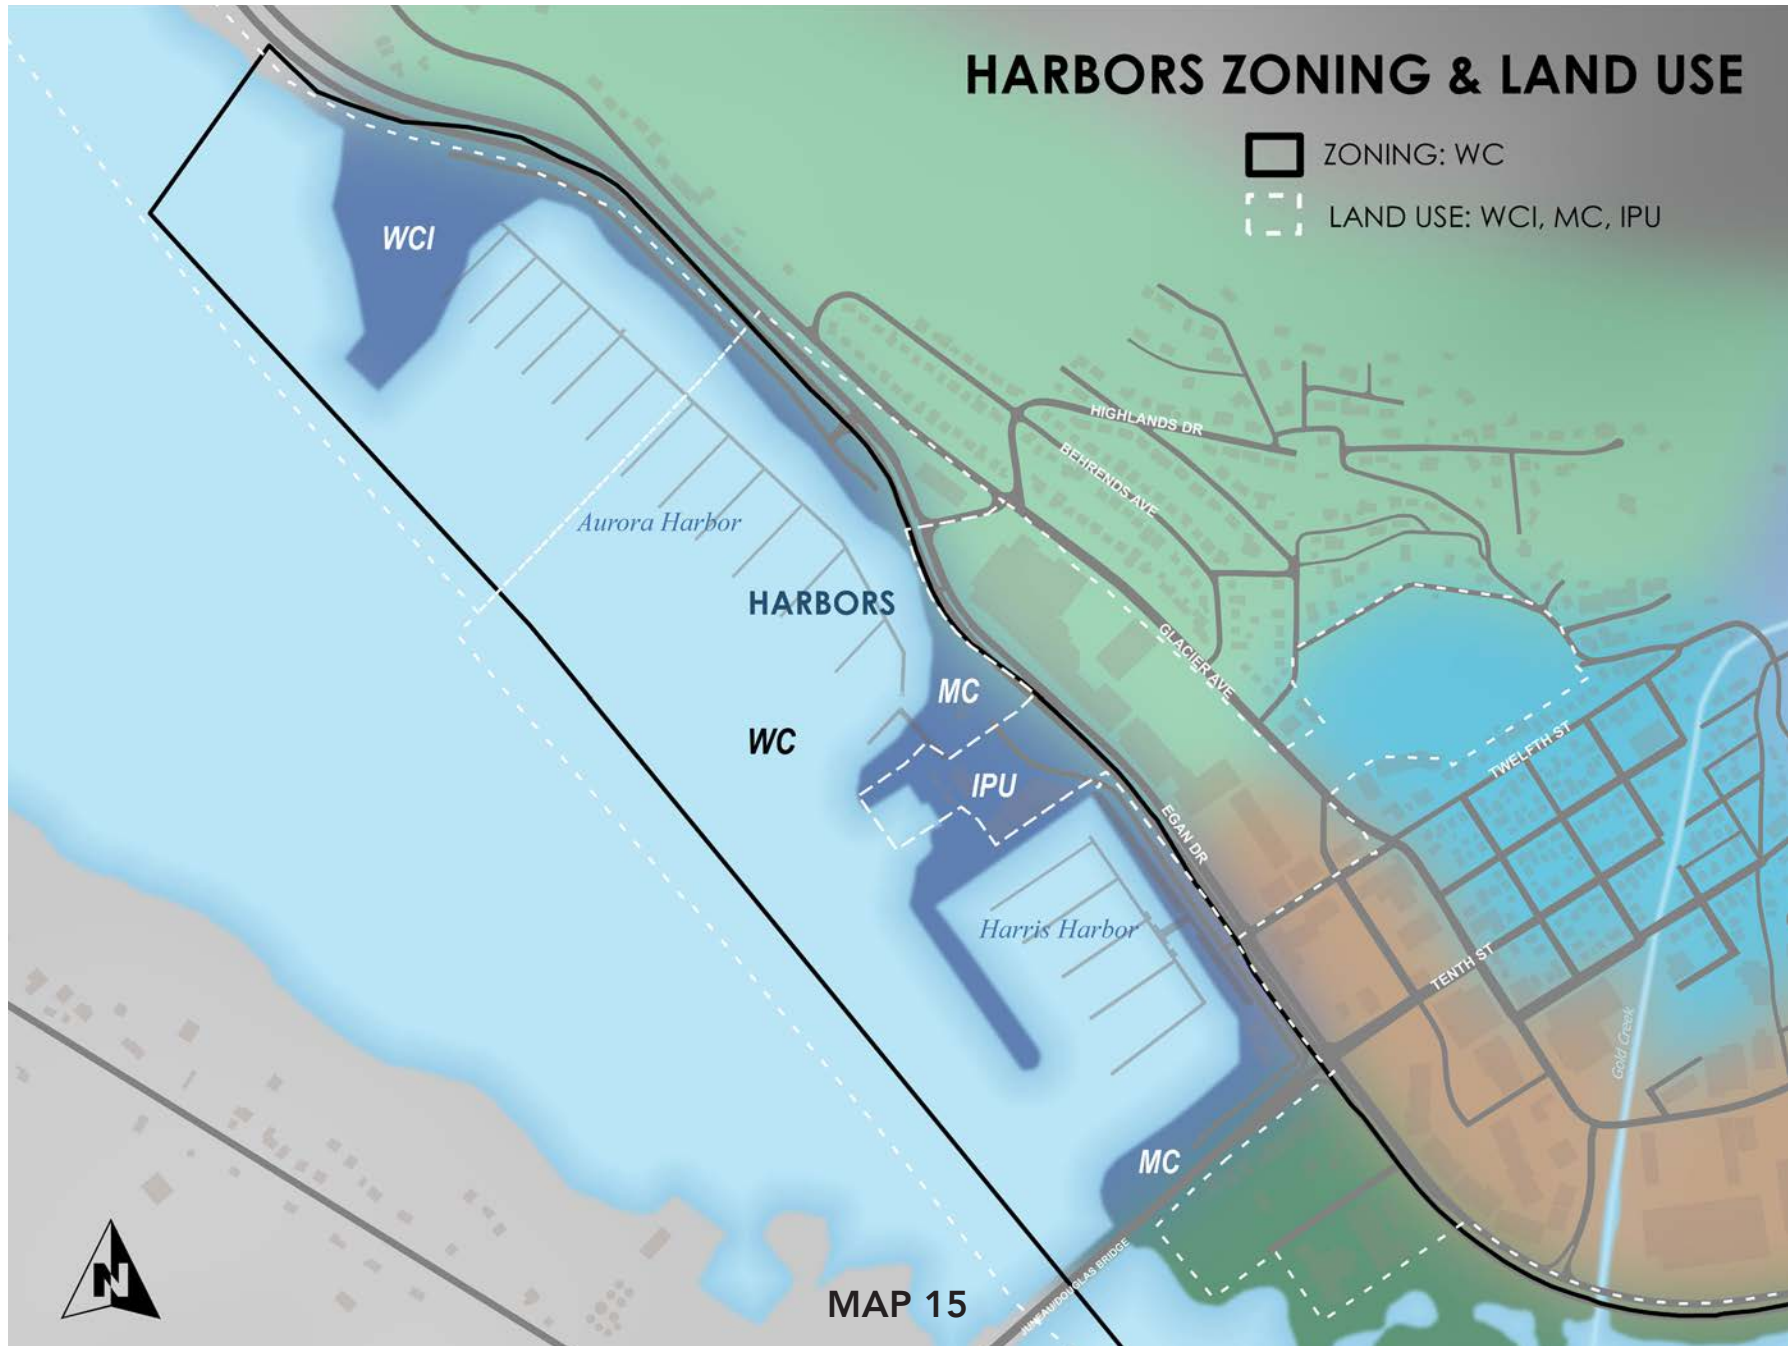 HARBORS ZONING & LAND USE
ZONING: WC
LAND USE: WCI, MC, IPU
WCI
HIGHLANDS DR
BEHRENDS AVE
Aurora Harbor
HARBORS
GLACIER AVE
MC
WC
TWELFTH ST
IPU
EGAN DR
Harris Harbor
TENTH ST
Gold Creek
MC
JUNEAU/DOUGLAS BRIDGE
N
MAP 15